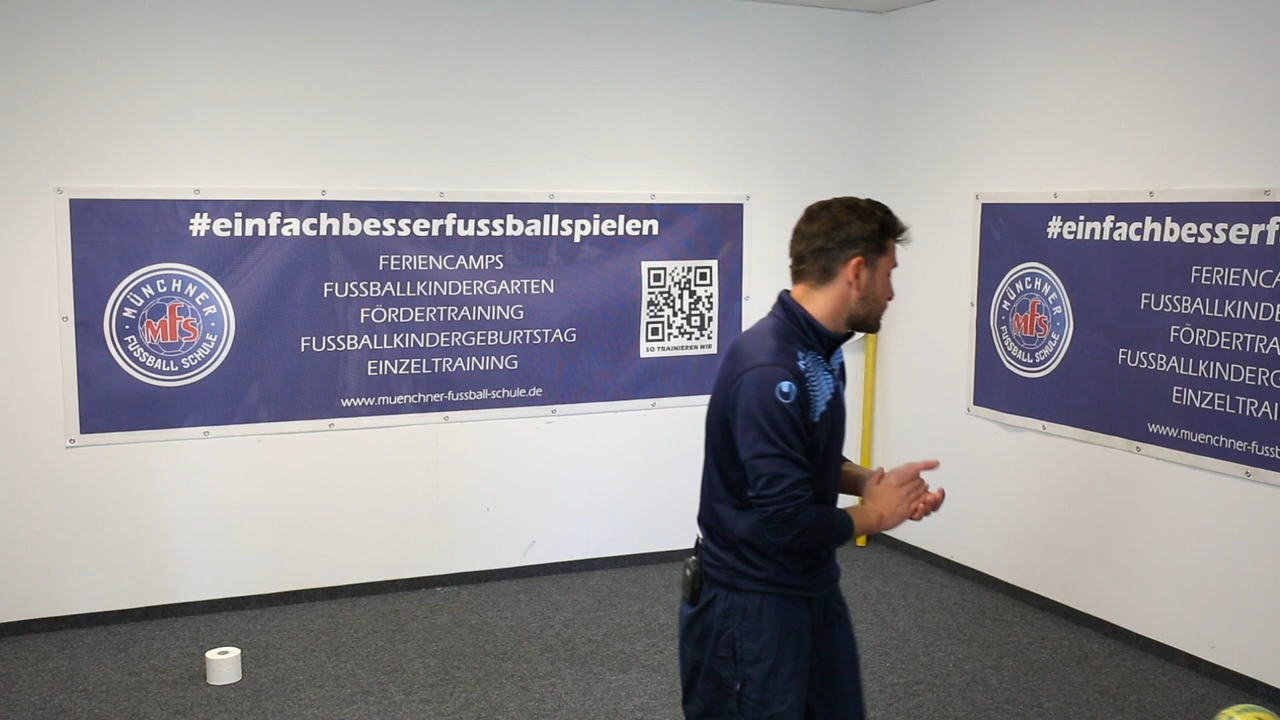 #einfachbesserfussballspielen
FERIENCAMPS
FUSSBALLKINDERGARTEN
FÖRDERTRAINING
FUSSBALLKINDERGEBURTSTAG
EINZELTRAINING
www.muenchner-fussball-schule.de
MÜNCHNER
MFS
FUSSBALL SCHULE
SO TRAINIEREN WIR
#einfachbesserf
FERIENCA
FUSSBALLKINDE
FÖRDERTRA
FUSSBALLKINDERG
EINZELTRAI
www.muenchner-fussb
MÜNCHNER
MFS
FUSSBALL SCHULE